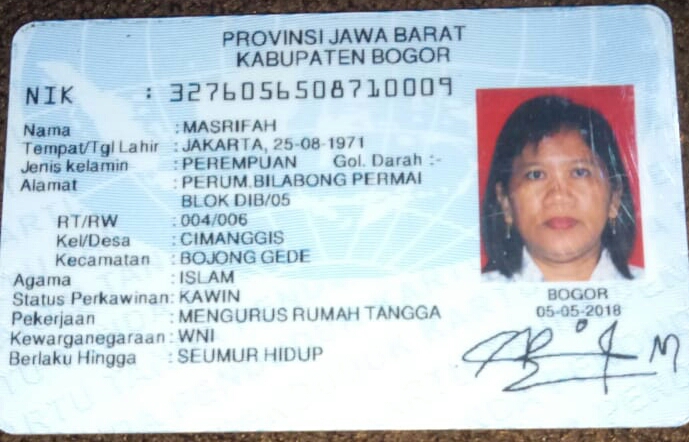 PROVINSI JAWA BARAT
KABUPATEN BOGOR
NIK : 3276056508710009
Nama : MASRIFAH
Tempat/Tgl Lahir : JAKARTA, 25-08-1971
Jenis kelamin : PEREMPUAN Gol. Darah :-
Alamat : PERUM.BILABONG PERMAI
BLOK DIB/05
RT/RW : 004/006
Kel/Desa : CIMANGGIS
Kecamatan : BOJONG GEDE
Agama : ISLAM
Status Perkawinan: KAWIN
Pekerjaan : MENGURUS RUMAH TANGGA
Kewarganegaraan: WNI
Berlaku Hingga : SEUMUR HIDUP
BOGOR
05-05-2018